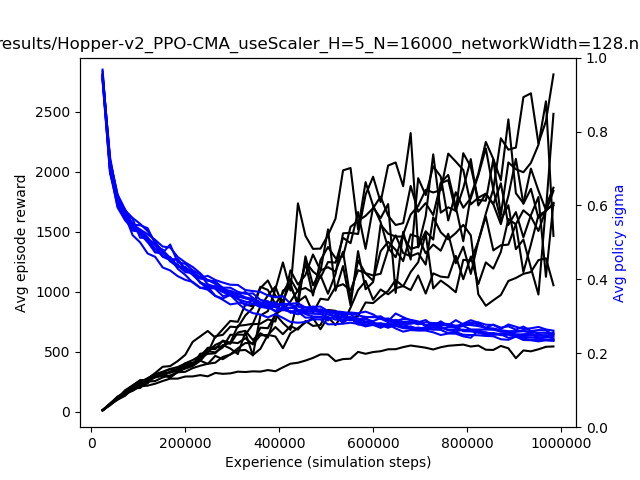 results/Hopper-v2_PPO-CMA_useScaler_H=5_N=16000_networkWidth=128.n
2500
2000
1500
1000
500
0
Avg episode reward
1.0
0.8
0.6
0.4
0.2
0.0
Avg policy sigma
0 200000 400000 600000 800000 1000000
Experience (simulation steps)